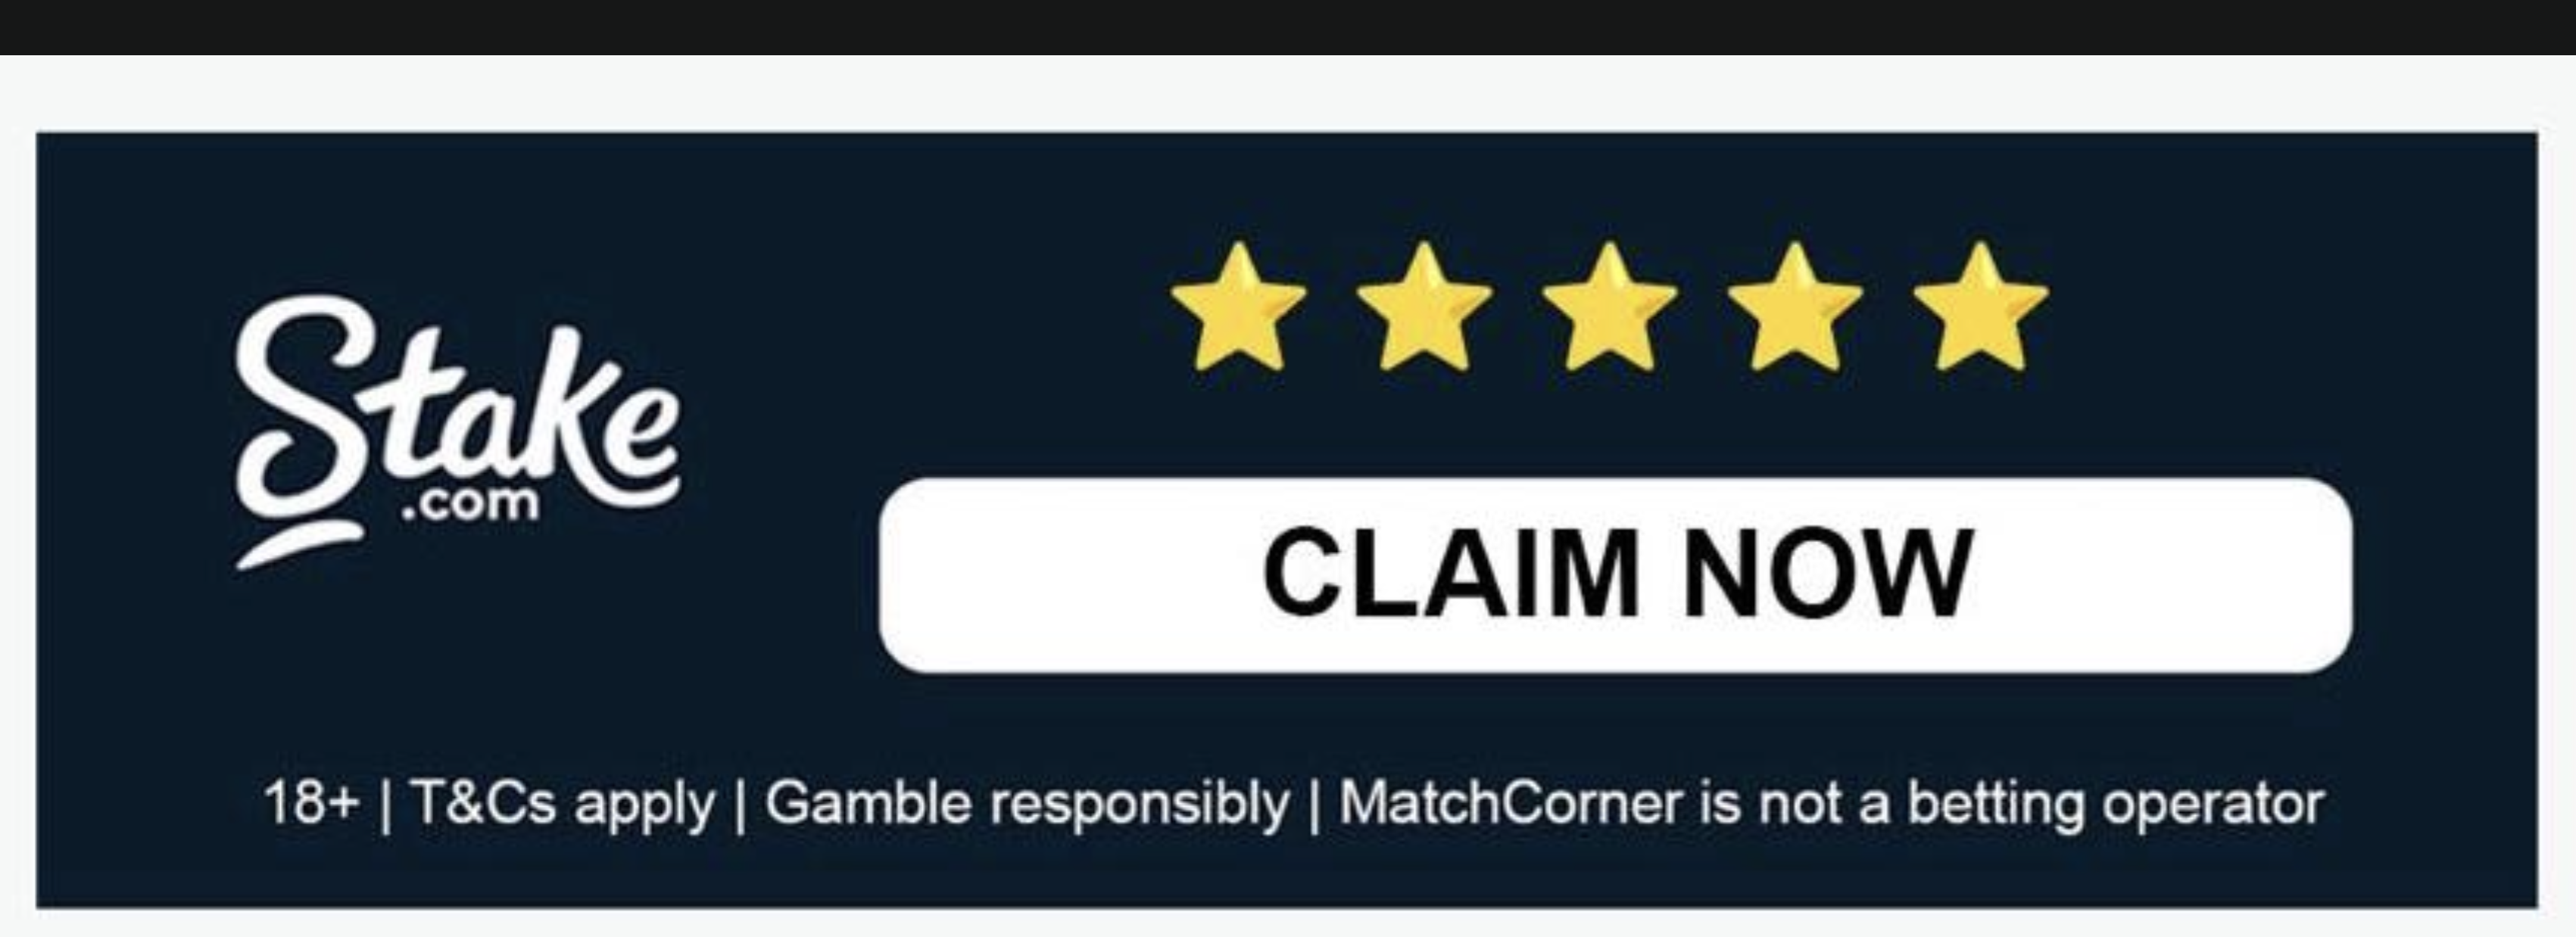 Stake
.com
CLAIM NOW
18+ | T&Cs apply | Gamble responsibly | MatchCorner is not a betting operator